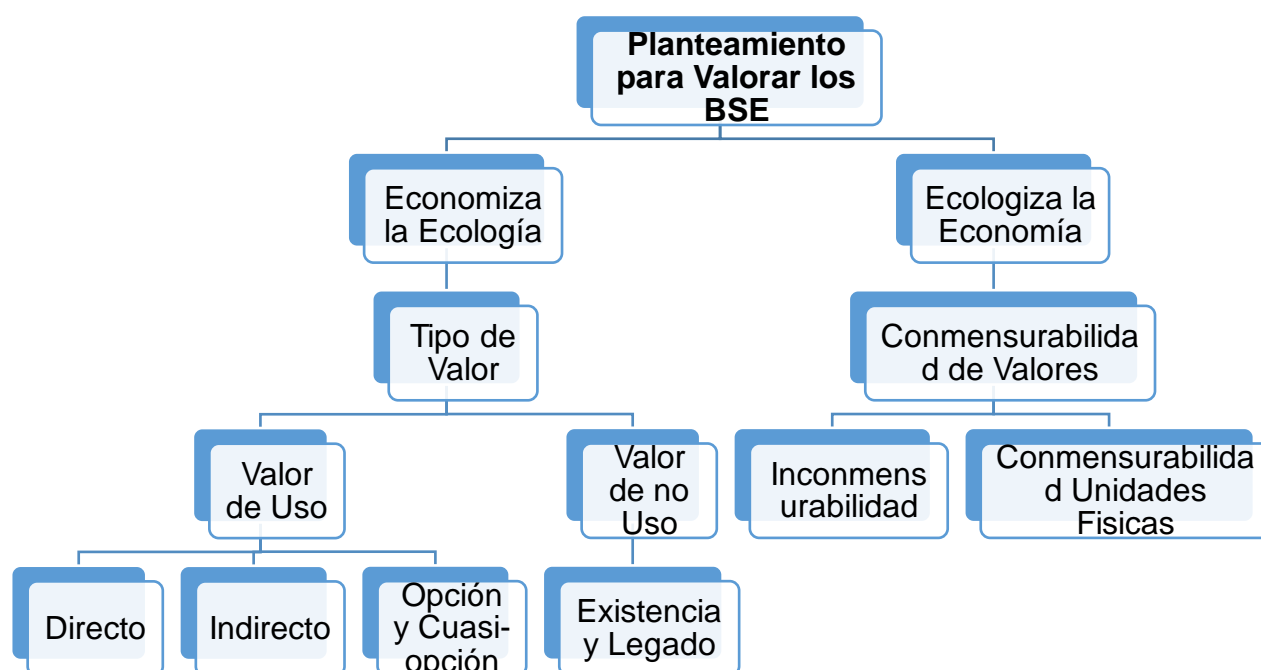 Planteamiento
para Valorar los
BSE
Economiza
la Ecología
Ecologiza la
Economía
Tipo de
Valor
Conmensurabilida
d de Valores
Valor
de Uso
Valor
de no
Uso
Inconmens
urabilidad
Conmensurabilida
d Unidades
Fisicas
Directo
Indirecto
Opción
y Cuasi-
opción
Existencia
y Legado